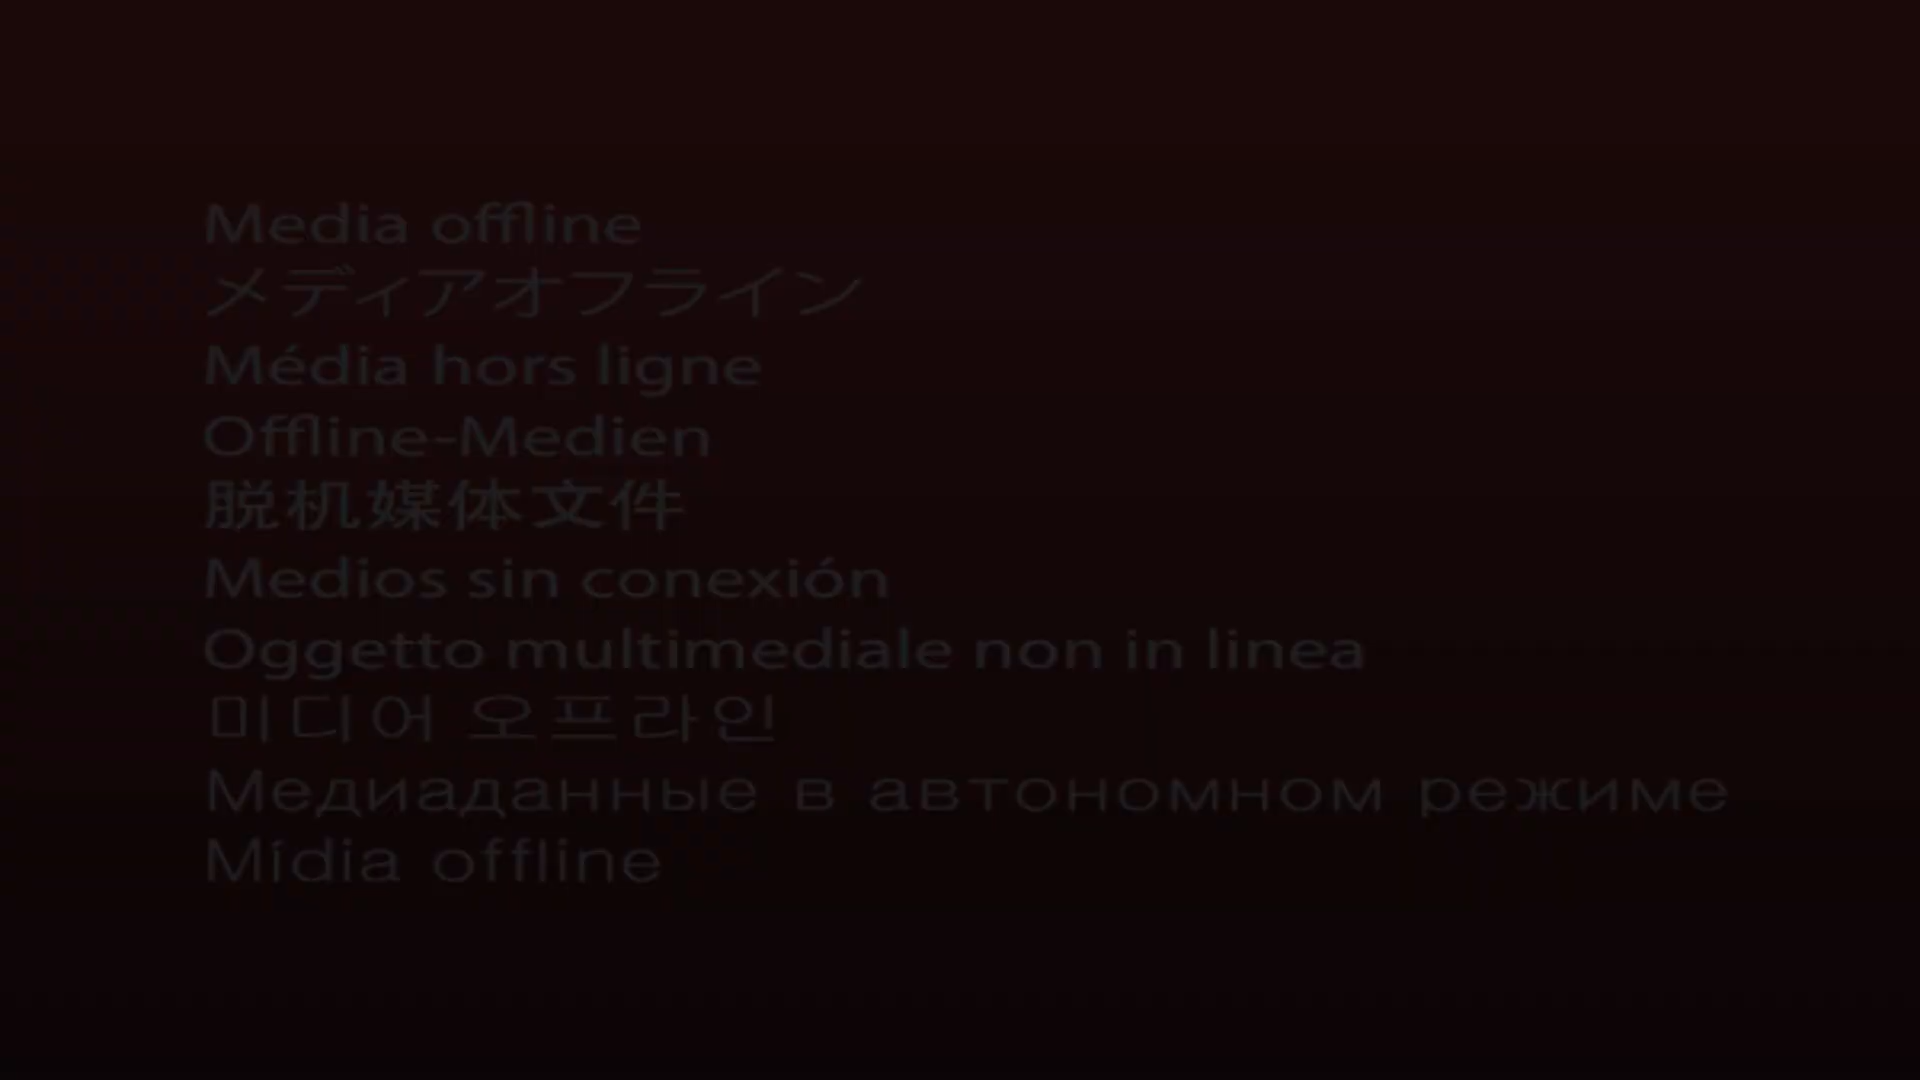 Media offline
メディアオフライン
Média hors ligne
Offline-Medien
脱机媒体文件
Medios sin conexión
Oggetto multimediale non in linea
미디어 오프라인
Медиаданные в автономном режиме
Mídia offline